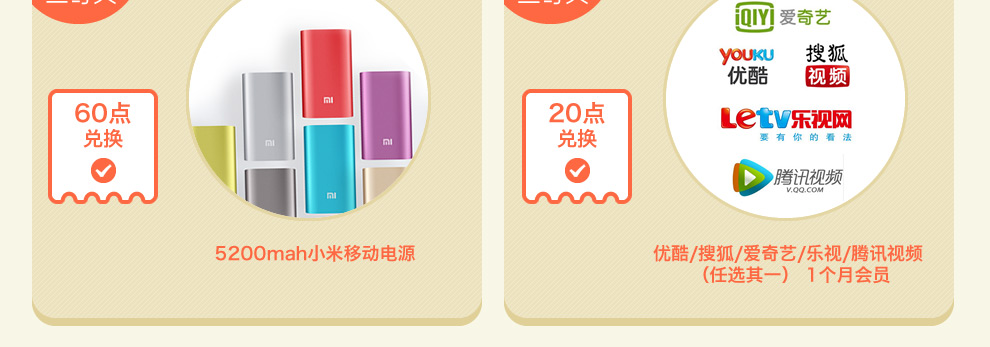 60点
兑换
mi
mi
mi
mi
5200mah小米移动电源
20点
兑换
iQIYI 爱奇艺
YOUKU
优酷
搜狐
视频
Letv乐视网
要有你的看法
腾讯视频
V.QQ.COM
优酷/搜狐/爱奇艺/乐视/腾讯视频
(任选其一) 1个月会员